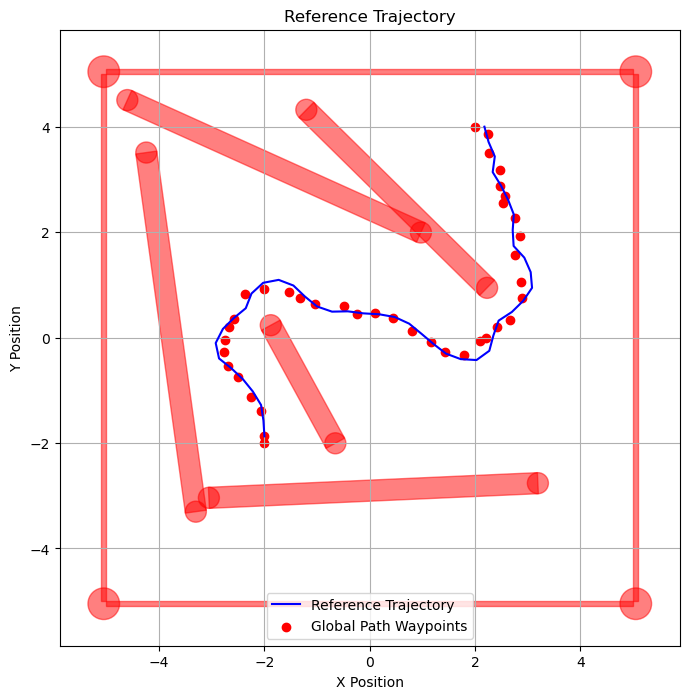 Reference Trajectory
Y Position
4
2
0
−2
−4
Reference Trajectory
Global Path Waypoints
−4
−2
0
2
4
X Position